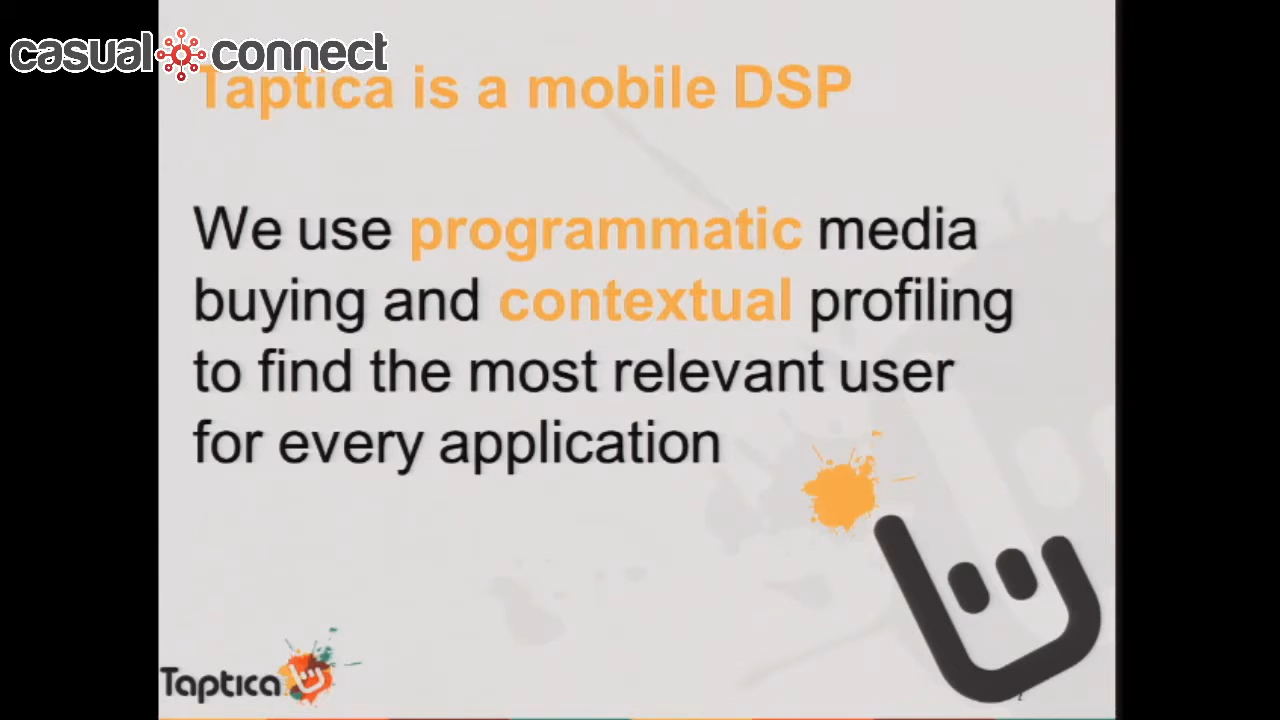 casual connect
Taptica is a mobile DSP
We use programmatic media
buying and contextual profiling
to find the most relevant user
for every application
Taptica